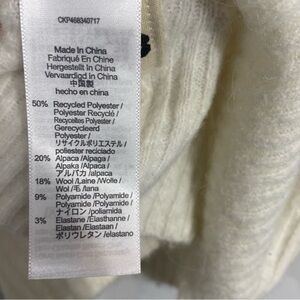 CKP468340717
Made In China
Fabriqué En Chine
Hergestellt In China
Vervaardigd in China
中国製
hecho en china
50% Recycled Polyester /
Polyester Recyclé /
Recyceltes Polyester /
Gerecycleerd
Polyester /
リサイクルポリエステル /
poliester reciclado
20% Alpaca /Alpaga /
Alpaka /Alpaca /
アルパカ /alpaca
18% Wool /Laine /Wolle /
Wol /毛 /lana
9% Polyamide /Polyamide /
Polyamid /Polyamide /
ナイロン /poliamida
3% Elastane /Elasthanne /
Elastan /Elastaan /
ポリウレタン /elastano